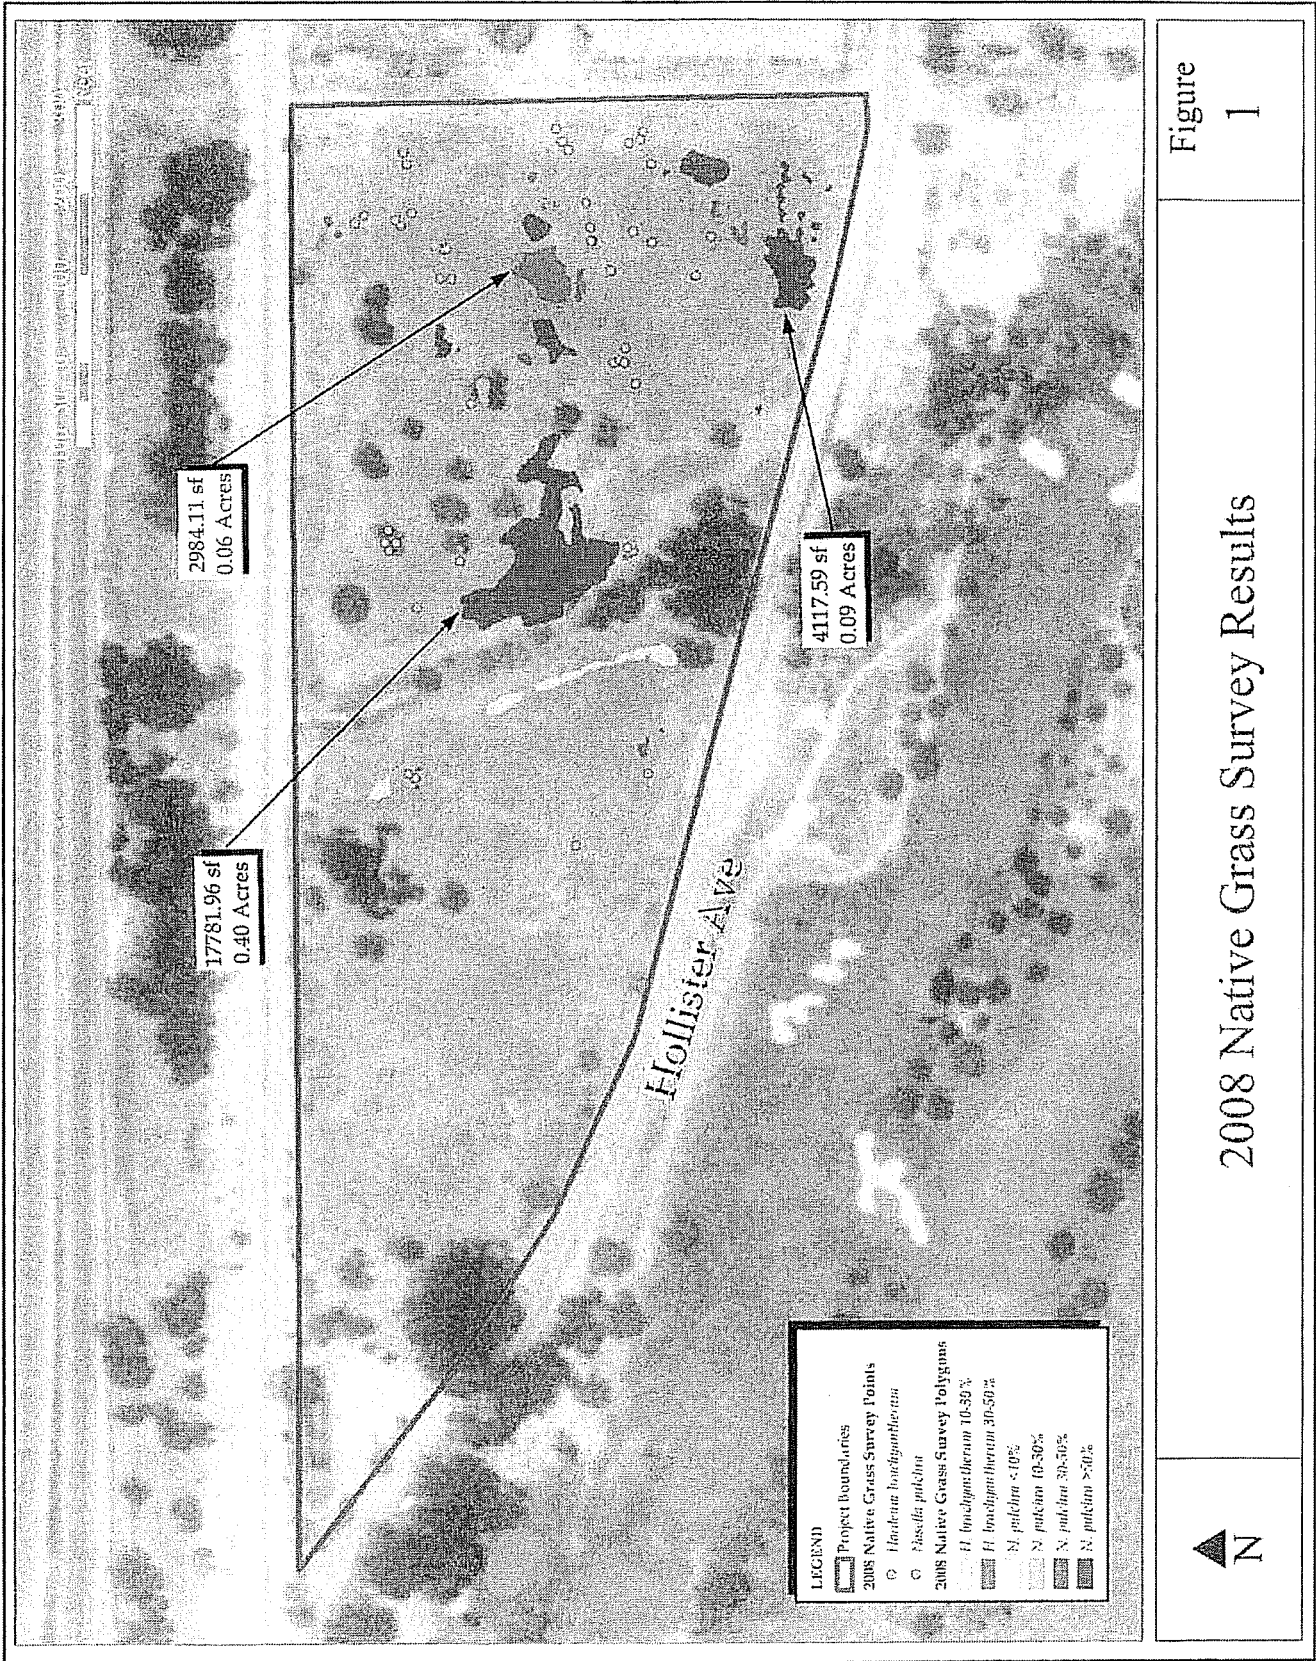 2984.11 sf
0.06 Acres
17781.96 sf
0.40 Acres
4117.59 sf
0.09 Acres
Hollister Ave
LEGEND
Project Boundaries
2008 Native Grass Survey Points
Hordeum brachyantherum
Nasella pulchra
2008 Native Grass Survey Polygons
H. brachyantherum 10-30%
H. brachyantherum 30-50%
N. pulchra <10%
N. pulchra 10-30%
N. pulchra 30-50%
N. pulchra >50%
N
2008 Native Grass Survey Results
Figure
1